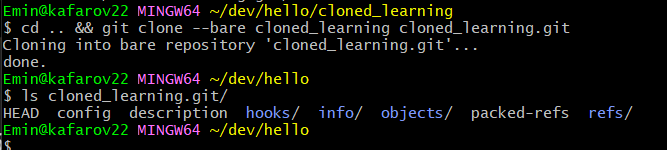 Emin@kafarov22 MINGW64 ~/dev/hello/cloned_learning
$ cd .. && git clone --bare cloned_learning cloned_learning.git
Cloning into bare repository 'cloned_learning.git'...
done.
Emin@kafarov22 MINGW64 ~/dev/hello
$ ls cloned_learning.git/
HEAD  config  description  hooks/  info/  objects/  packed-refs  refs/
Emin@kafarov22 MINGW64 ~/dev/hello
$